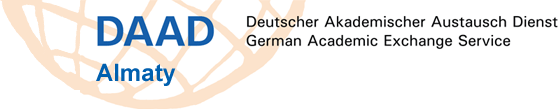 DAAD
Almaty
Deutscher Akademischer Austausch Dienst
German Academic Exchange Service